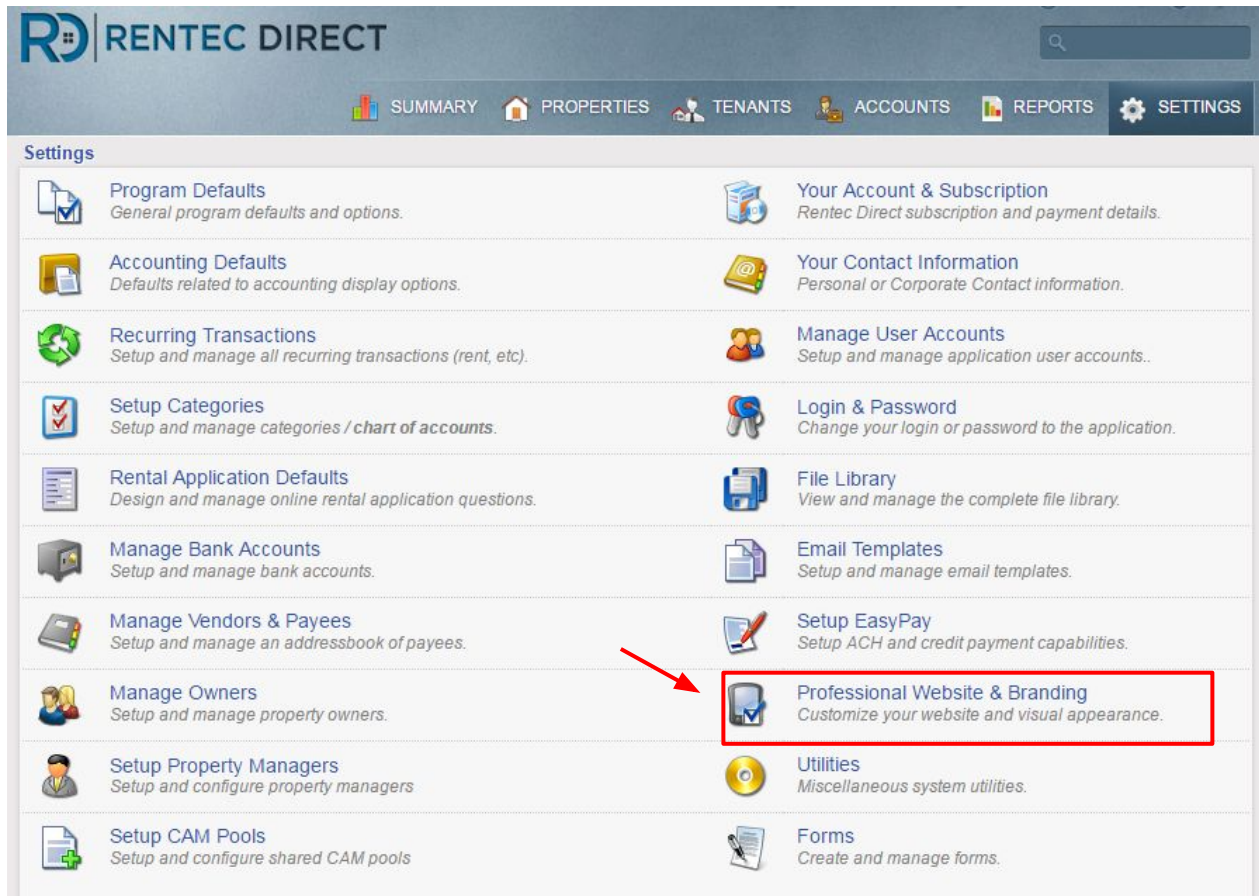 RD RENTEC DIRECT
SUMMARY PROPERTIES TENANTS ACCOUNTS REPORTS SETTINGS
Settings
Program Defaults
General program defaults and options.
Your Account & Subscription
Rentec Direct subscription and payment details.
Accounting Defaults
Defaults related to accounting display options.
Your Contact Information
Personal or Corporate Contact information.
Recurring Transactions
Setup and manage all recurring transactions (rent, etc).
Manage User Accounts
Setup and manage application user accounts..
Setup Categories
Setup and manage categories / chart of accounts.
Login & Password
Change your login or password to the application.
Rental Application Defaults
Design and manage online rental application questions.
File Library
View and manage the complete file library.
Manage Bank Accounts
Setup and manage bank accounts.
Email Templates
Setup and manage email templates.
Manage Vendors & Payees
Setup and manage an addressbook of payees.
Setup EasyPay
Setup ACH and credit payment capabilities.
Manage Owners
Setup and manage property owners.
Professional Website & Branding
Customize your website and visual appearance.
Setup Property Managers
Setup and configure property managers
Utilities
Miscellaneous system utilities.
Setup CAM Pools
Setup and configure shared CAM pools
Forms
Create and manage forms.